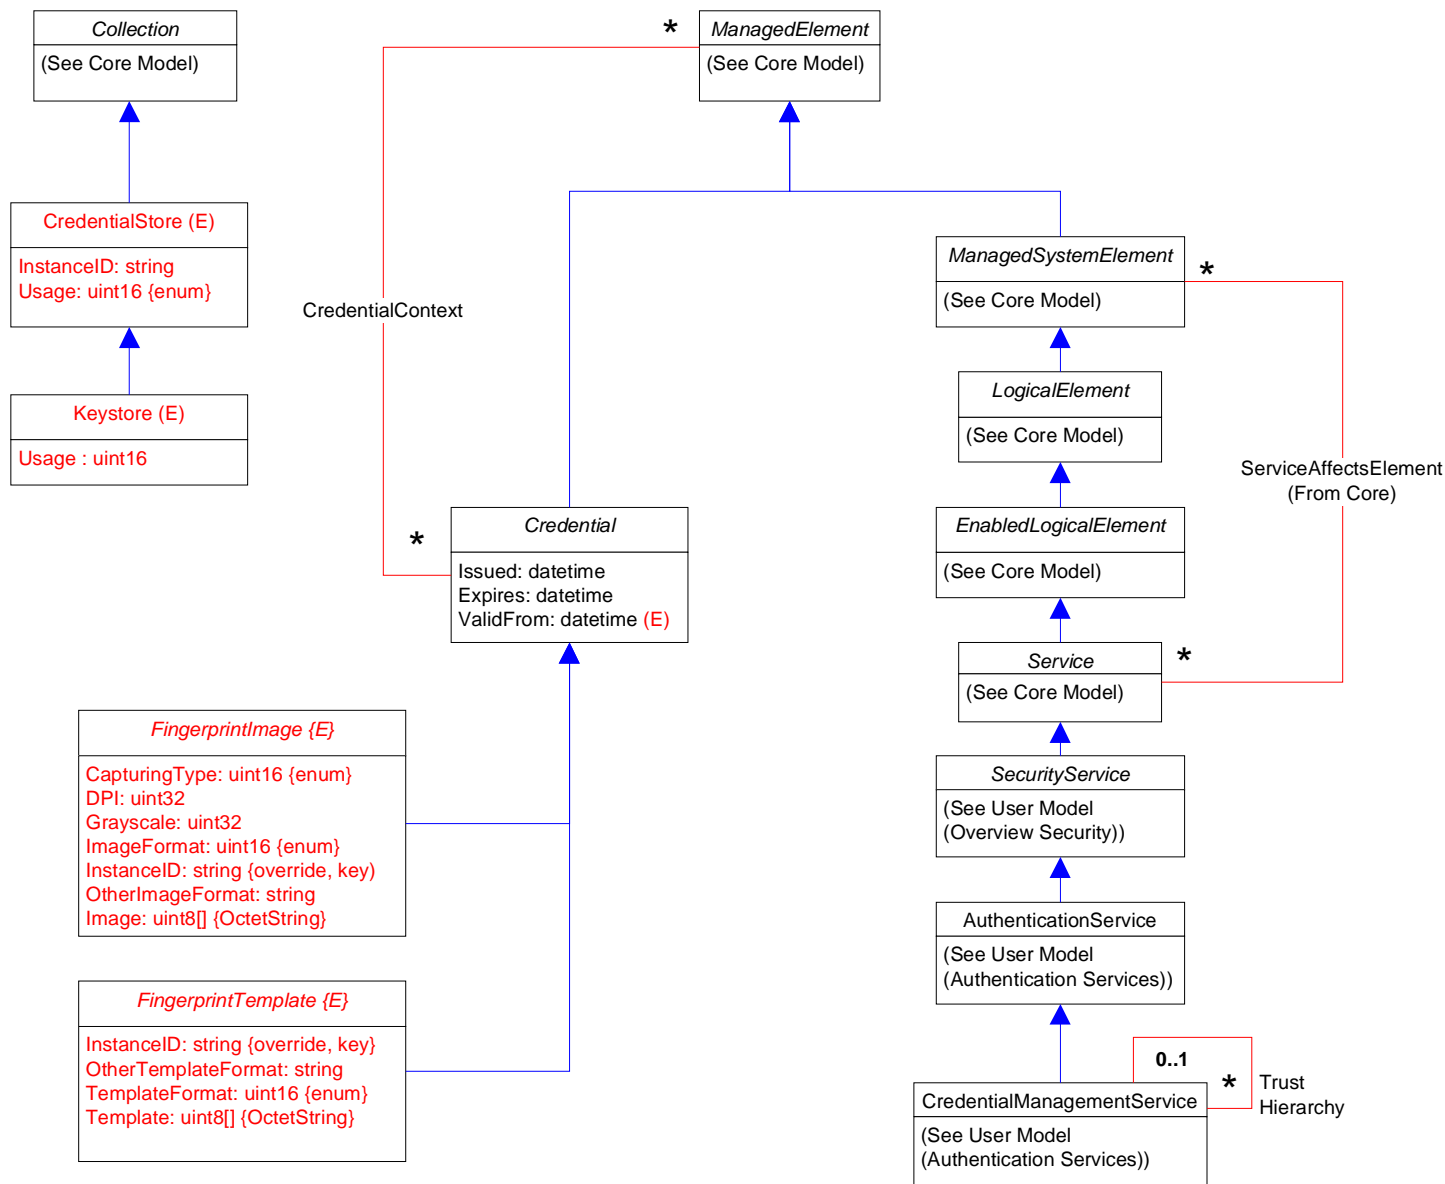 Collection
(See Core Model)
*
ManagedElement
(See Core Model)
CredentialStore (E)
InstanceID: string
Usage: uint16 {enum}
Keystore (E)
Usage : uint16
CredentialContext
ManagedSystemElement
(See Core Model)
*
LogicalElement
(See Core Model)
ServiceAffectsElement
(From Core)
EnabledLogicalElement
(See Core Model)
*
Credential
Issued: datetime
Expires: datetime
ValidFrom: datetime (E)
Service
(See Core Model)
*
FingerprintImage {E}
CapturingType: uint16 {enum}
DPI: uint32
Grayscale: uint32
ImageFormat: uint16 {enum}
InstanceID: string {override, key)
OtherImageFormat: string
Image: uint8[] {OctetString}
SecurityService
(See User Model
(Overview Security))
AuthenticationService
(See User Model
(Authentication Services))
FingerprintTemplate {E}
InstanceID: string {override, key}
OtherTemplateFormat: string
TemplateFormat: uint16 {enum}
Template: uint8[] {OctetString}
0..1
*
Trust
Hierarchy
CredentialManagementService
(See User Model
(Authentication Services))